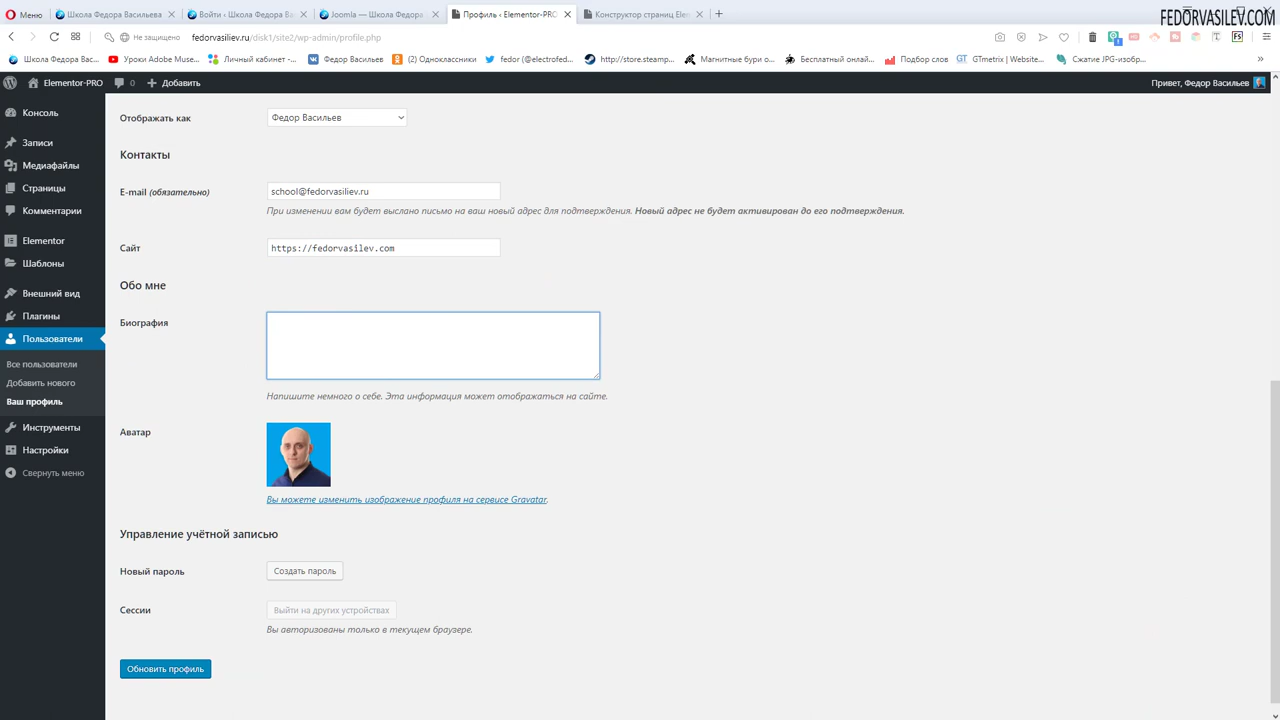 Меню
Школа Федора Васильева
Войти ‹ Школа Федора Ва
Joomla — Школа Федора
Профиль ‹ Elementor-PRO
Конструктор страниц Ele
FEDORVASILEV.COM
Не защищено
fedorvasiliev.ru/disk1/site2/wp-admin/profile.php
Школа Федора Вас...
Уроки Adobe Muse...
Личный кабинет -...
Федор Васильев
(2) Одноклассники
fedor (@electrofed...
http://store.steamp...
Магнитные бури о...
Бесплатный онлай...
Подбор слов
GTmetrix | Website...
Сжатие JPG-изобр...
Elementor-PRO
0
Добавить
Привет, Федор Васильев
Консоль
Записи
Медиафайлы
Страницы
Комментарии
Elementor
Шаблоны
Внешний вид
Плагины
Пользователи
Все пользователи
Добавить нового
Ваш профиль
Инструменты
Настройки
Свернуть меню
Отображать как
Федор Васильев
Контакты
E-mail (обязательно)
school@fedorvasiliev.ru
При изменении вам будет выслано письмо на ваш новый адрес для подтверждения. Новый адрес не будет активирован до его подтверждения.
Сайт
https://fedorvasilev.com
Обо мне
Биография
Напишите немного о себе. Эта информация может отображаться на сайте.
Аватар
Вы можете изменить изображение профиля на сервисе Gravatar.
Управление учётной записью
Новый пароль
Создать пароль
Сессии
Выйти на других устройствах
Вы авторизованы только в текущем браузере.
Обновить профиль